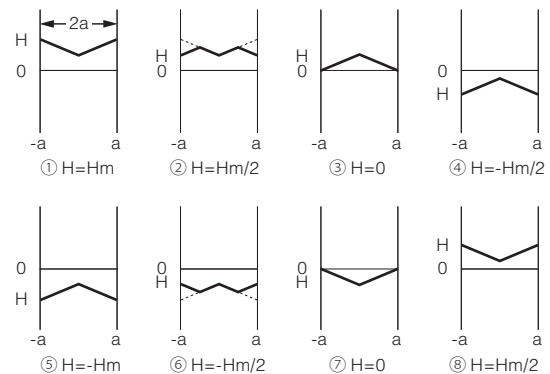 2a
H
0
-a a
① H=Hm
H
0
-a a
② H=Hm/2
H
0
-a a
③ H=0
0
H
-a a
④ H=-Hm/2
0
H
-a a
⑤ H=-Hm
0
H
-a a
⑥ H=-Hm/2
0
H
-a a
⑦ H=0
H
0
-a a
⑧ H=Hm/2